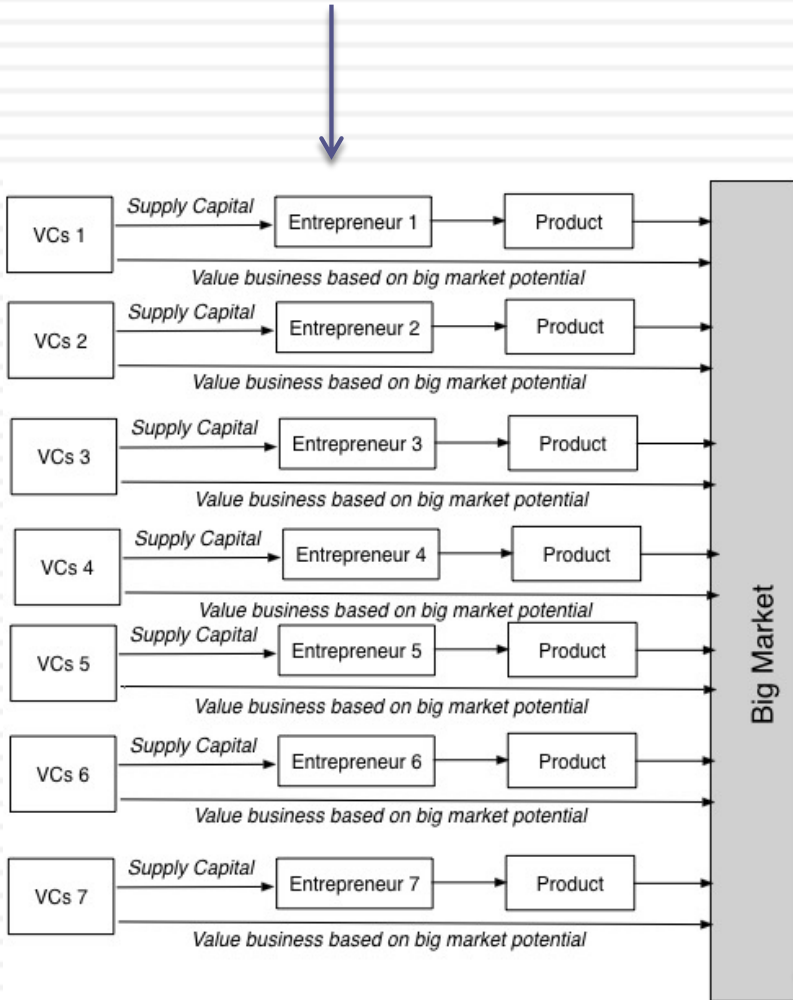 Supply Capital
VCs 1
Entrepreneur 1
Product
Value business based on big market potential
Supply Capital
VCs 2
Entrepreneur 2
Product
Value business based on big market potential
Supply Capital
VCs 3
Entrepreneur 3
Product
Value business based on big market potential
Supply Capital
VCs 4
Entrepreneur 4
Product
Value business based on big market potential
Supply Capital
VCs 5
Entrepreneur 5
Product
Value business based on big market potential
Supply Capital
VCs 6
Entrepreneur 6
Product
Value business based on big market potential
Supply Capital
VCs 7
Entrepreneur 7
Product
Value business based on big market potential
Big Market